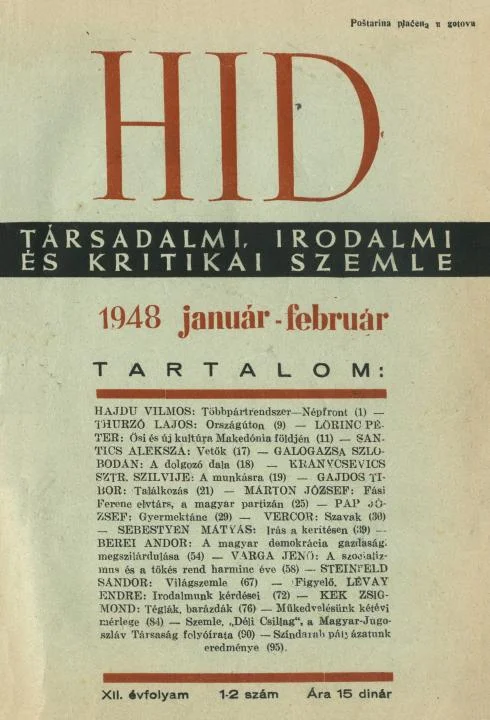 Poštarina plaćena u gotovu
HID
TÁRSADALMI, IRODALMI
ÉS KRITIKAI SZEMLE
1948 január-február
TARTALOM:
HAJDU VILMOS: Többpártrendszer—Népfront (1) —
THURZÓ LAJOS: Országúton (9) — LŐRINC PÉ-
TER: Ősi és új kultúra Makedónia földjén (11) — SAN-
TICS ALEKSZA: Vetők (17) — GALOGAZSA SZLO-
BODÁN: A dolgozó dala (18) — KRANYCSEVICS
SZTR. SZILVIJE: A munkásra (19) — GAJDOS TI-
BOR: Találkozás (21) — MÁRTON JÓZSEF: Fási
Ferenc elvtárs, a magyar partizán (25) — PAP JÓ-
ZSEF: Gyermektánc (29) — VERCOR: Szavak (30)
— SEBESTYÉN MÁTYÁS: Irás a kerítésen (39) —
BEREI ANDOR: A magyar demokrácia gazdaság.
megszilárdulása (54) — VARGA JENŐ: A szocializ-
mus és a tőkés rend harminc éve (58) — STEINFELD
SÁNDOR: Világszemle (67) — Figyelő, LÉVAY
ENDRE: Irodalmunk kérdései (72) — KEK ZSIG-
MOND: Téglák, barázdák (76) — Műkedvelésünk kétévi
mérlege (84) — Szemle, „Déli Csillag", a Magyar-Jugo-
szláv Társaság folyóirata (90) — Színdarab pályázatunk
eredménye (95).
XII. évfolyam 1-2 szám Ára 15 dinár